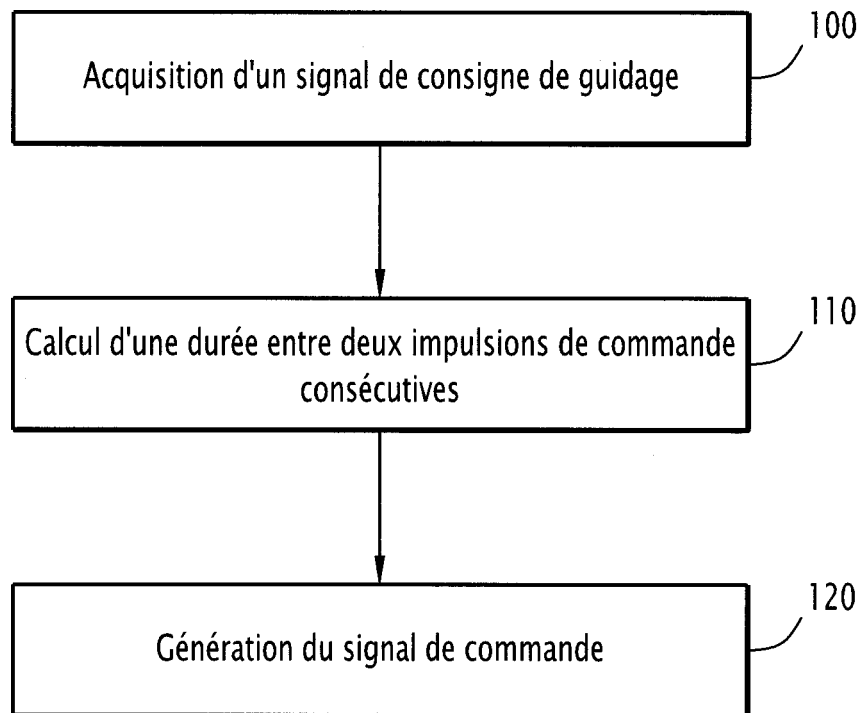 100
Acquisition d'un signal de consigne de guidage
110
Calcul d'une durée entre deux impulsions de commande
consécutives
120
Génération du signal de commande